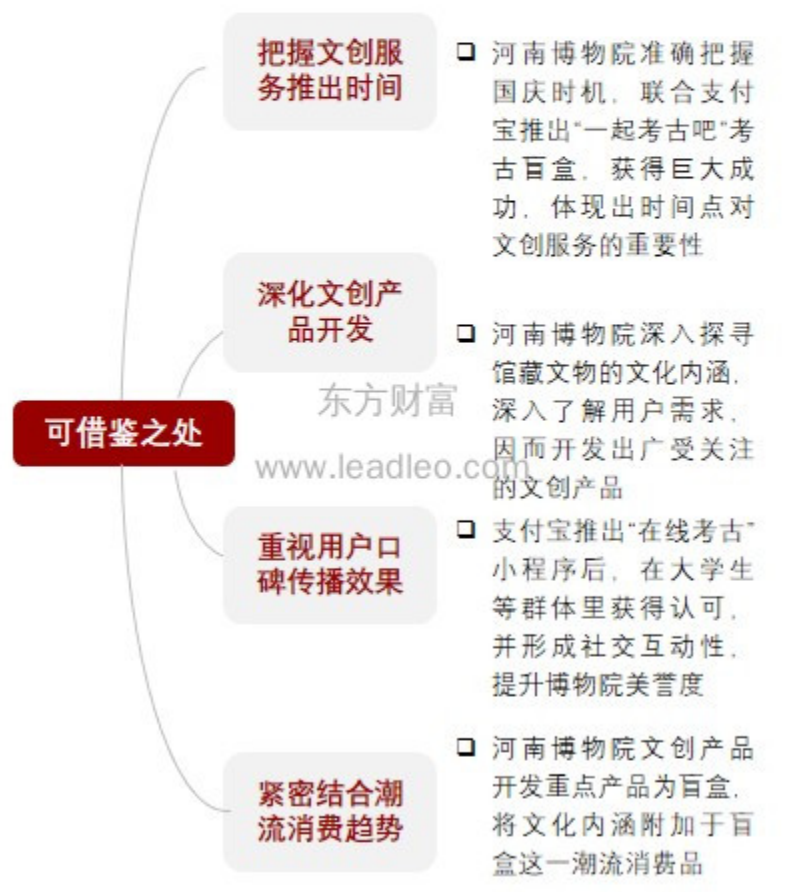 把握文创服
务推出时间
❑ 河南博物院准确把握
国庆时机，联合支付
宝推出“一起考古吧”考
古盲盒，获得巨大成
功，体现出时间点对
文创服务的重要性
深化文创产
品开发
❑ 河南博物院深入探寻
馆藏文物的文化内涵，
深入了解用户需求，
因而开发出广受关注
的文创产品
可借鉴之处
东方财富
www.leadleo.com
重视用户口
碑传播效果
❑ 支付宝推出“在线考古”
小程序后，在大学生
等群体里获得认可，
并形成社交互动性，
提升博物院美誉度
紧密结合潮
流消费趋势
❑ 河南博物院文创产品
开发重点产品为盲盒，
将文化内涵附加于盲
盒这一潮流消费品